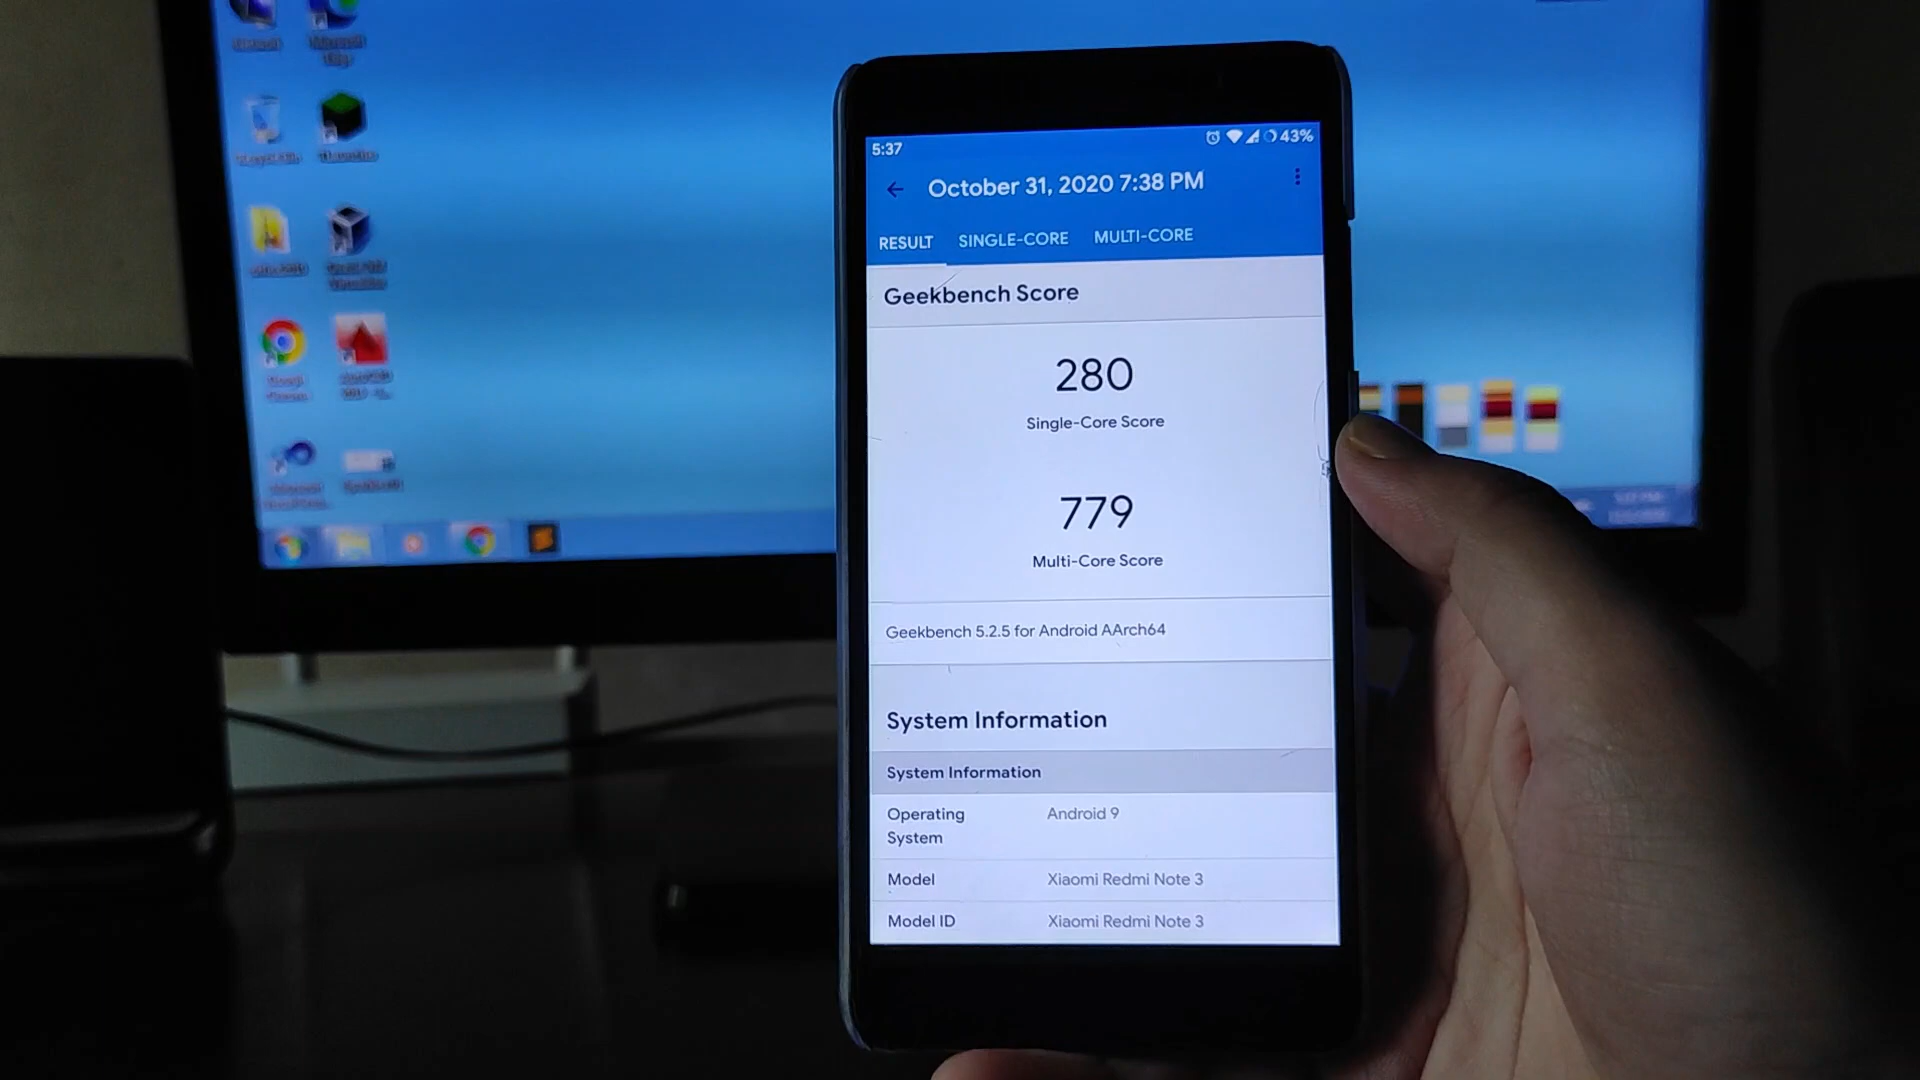 5:37
43%
October 31, 2020 7:38 PM
RESULT SINGLE-CORE MULTI-CORE
Geekbench Score
280
Single-Core Score
779
Multi-Core Score
Geekbench 5.2.5 for Android AArch64
System Information
System Information
Operating System Android 9
Model Xiaomi Redmi Note 3
Model ID Xiaomi Redmi Note 3